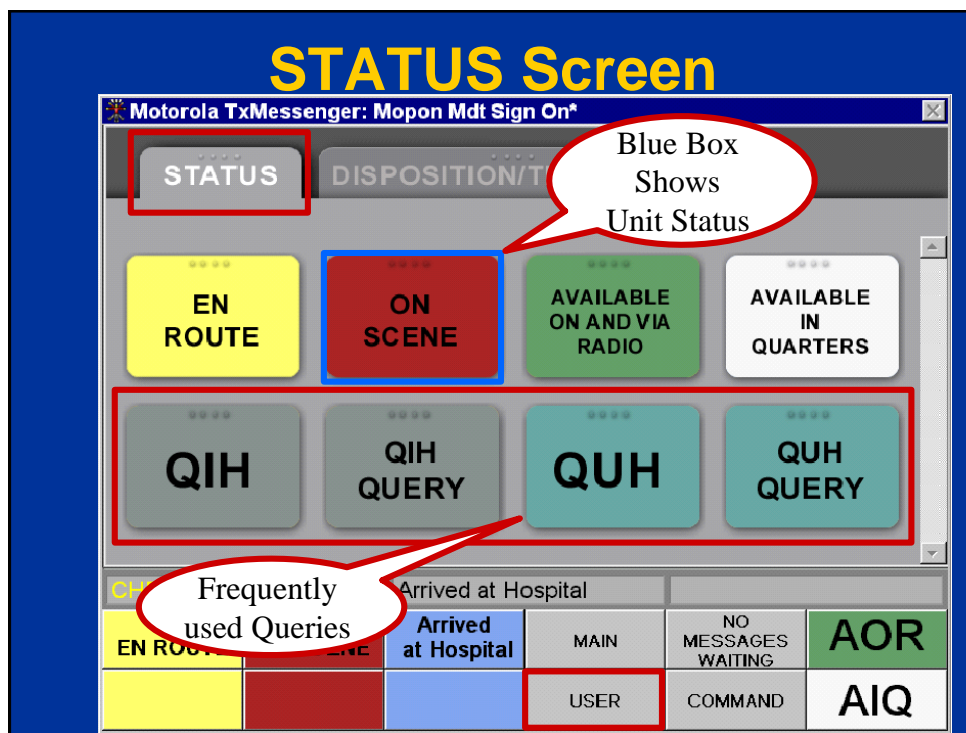 STATUS Screen
Motorola TxMessenger: Mopon Mdt Sign On*
STATUS
Blue Box
Shows
Unit Status
EN
ROUTE
ON
SCENE
AVAILABLE
ON AND VIA
RADIO
AVAILABLE
IN
QUARTERS
QIH
QIH
QUERY
QUH
QUH
QUERY
Frequently
used Queries
Arrived at Hospital
EN
Arrived
at Hospital
MAIN
NO
MESSAGES
WAITING
AOR
USER
COMMAND
AIQ